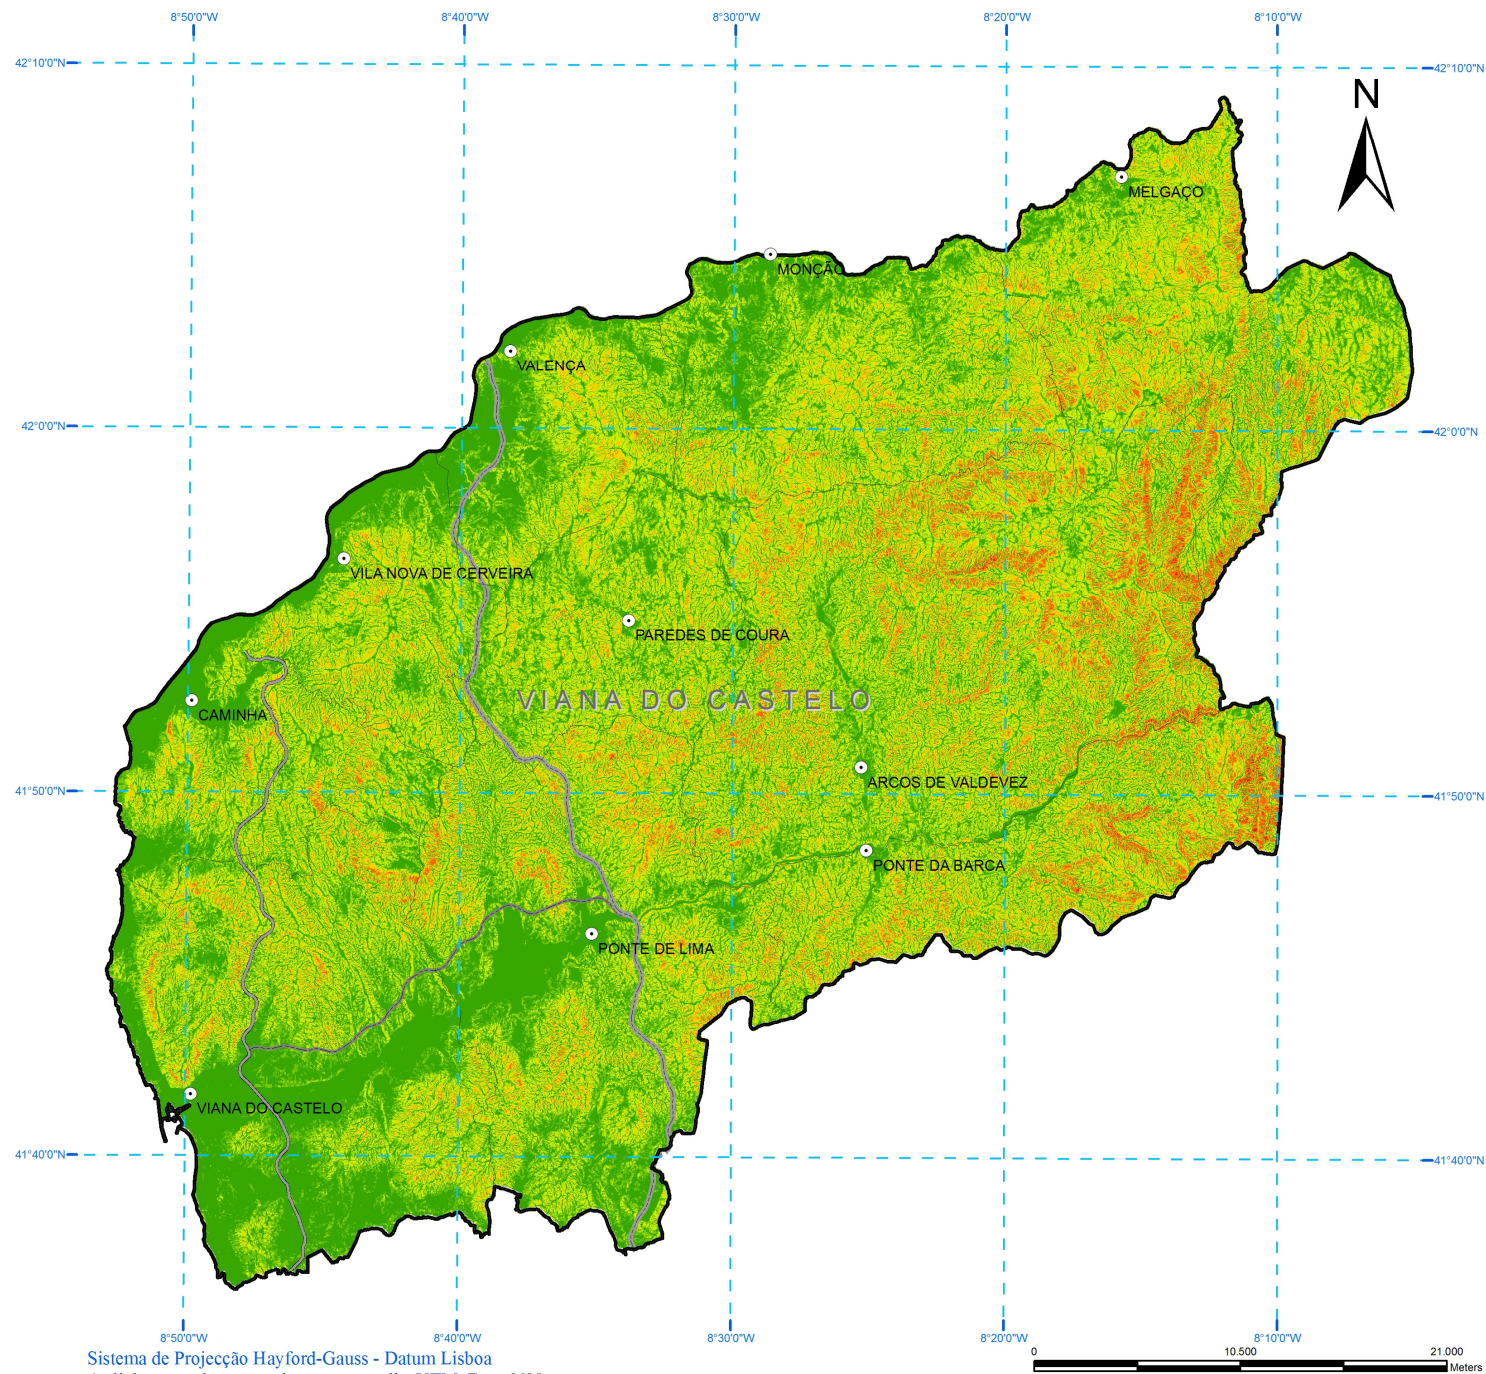 8°50'0"W 8°40'0"W 8°30'0"W 8°20'0"W 8°10'0"W
42°10'0"N 42°10'0"N
N
MELGAÇO
MONÇÃO
VALENÇA
42°0'0"N 42°0'0"N
VILA NOVA DE CERVEIRA
PAREDES DE COURA
VIANA DO CASTELO
CAMINHA
ARCOS DE VALDEVEZ
41°50'0"N 41°50'0"N
PONTE DA BARCA
PONTE DE LIMA
VIANA DO CASTELO
41°40'0"N 41°40'0"N
8°50'0"W 8°40'0"W 8°30'0"W 8°20'0"W 8°10'0"W
Sistema de Projecção Hayford-Gauss - Datum Lisboa
0 10.500 21.000
Meters